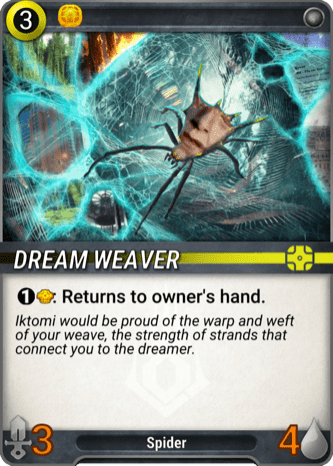 3
DREAM WEAVER
1: Returns to owner's hand.
Iktomi would be proud of the warp and weft
of your weave, the strength of strands that
connect you to the dreamer.
3 Spider 4